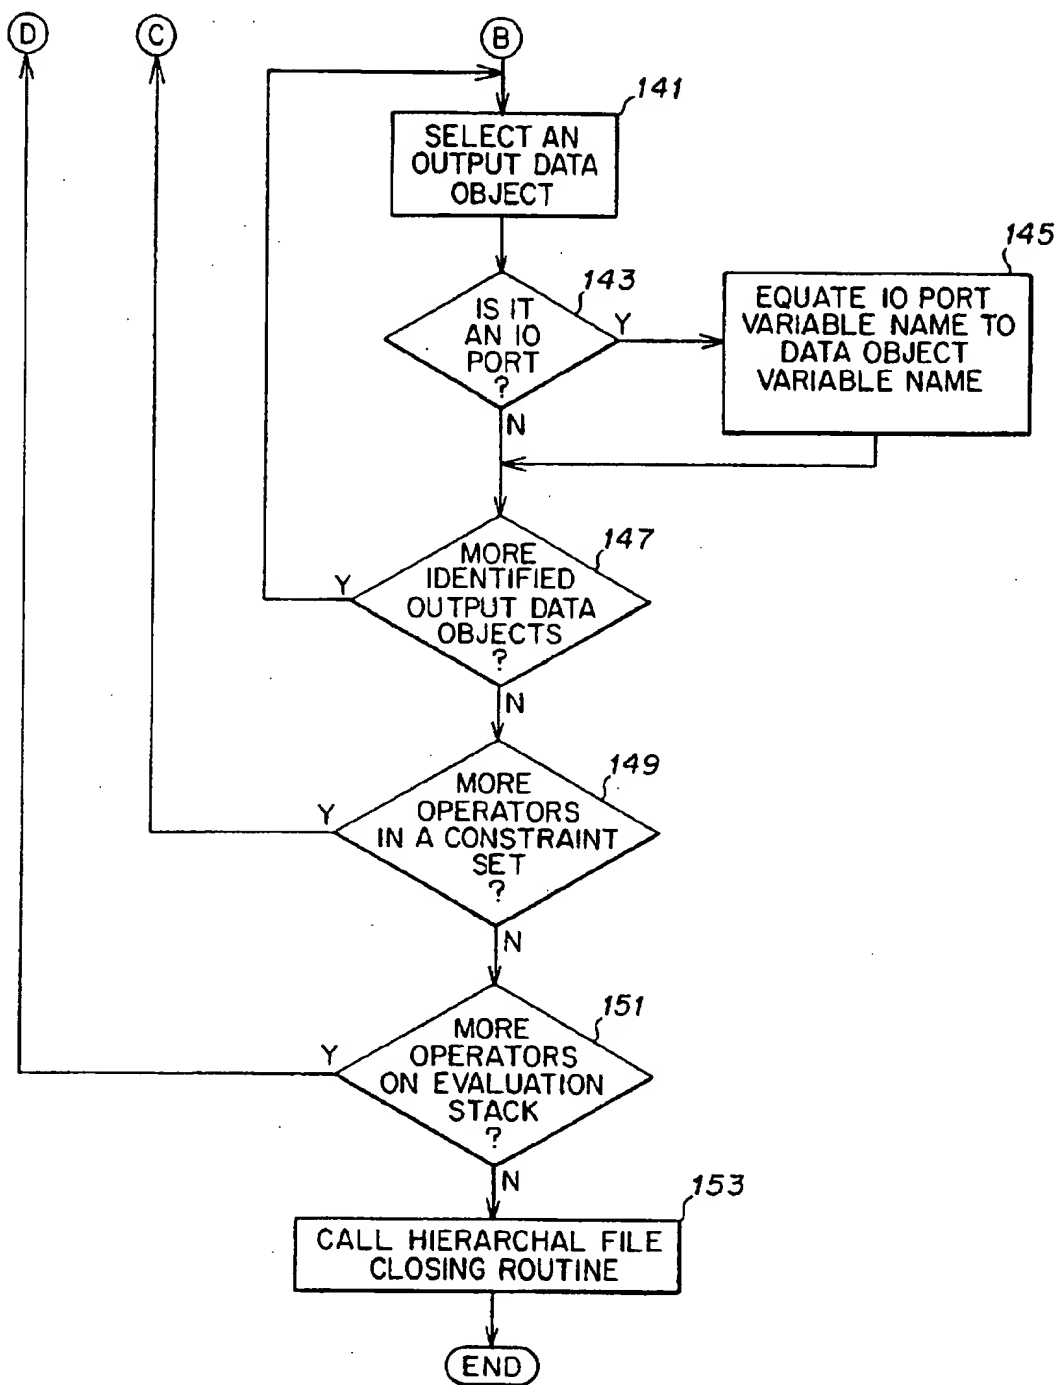 D
C
B
141
SELECT AN
OUTPUT DATA
OBJECT
143
IS IT
AN IO
PORT
?
Y
N
145
EQUATE IO PORT
VARIABLE NAME TO
DATA OBJECT
VARIABLE NAME
147
MORE
IDENTIFIED
OUTPUT DATA
OBJECTS
?
Y
N
149
MORE
OPERATORS
IN A CONSTRAINT
SET
?
Y
N
151
MORE
OPERATORS
ON EVALUATION
STACK
?
Y
N
153
CALL HIERARCHAL FILE
CLOSING ROUTINE
END